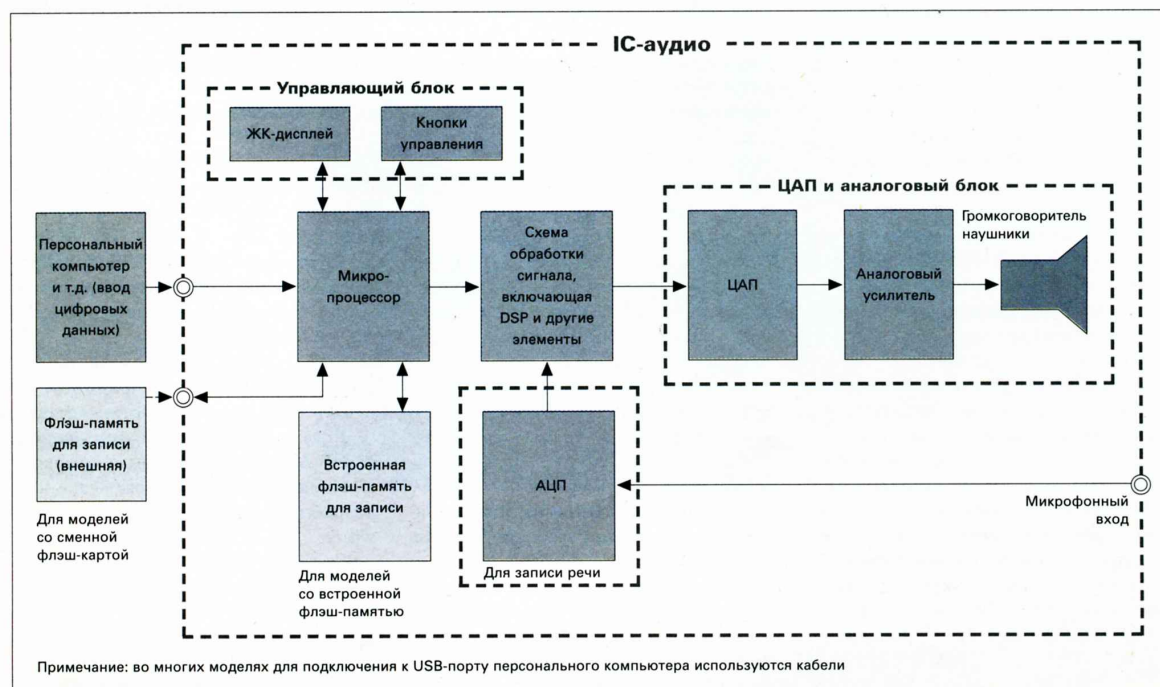 IC-аудио
Управляющий блок
ЖК-дисплей
Кнопки
управления
ЦАП и аналоговый блок
Персональный
компьютер
и т.д. (ввод
цифровых
данных)
Микро-
процессор
Схема
обработки
сигнала,
включающая
DSP и другие
элементы
ЦАП
Аналоговый
усилитель
Громкоговоритель
наушники
Флэш-память
для записи
(внешняя)
Для моделей
со сменной
флэш-картой
Встроенная
флэш-память
для записи
Для моделей
со встроенной
флэш-памятью
АЦП
Для записи речи
Микрофонный
вход
Примечание: во многих моделях для подключения к USB-порту персонального компьютера используются кабели